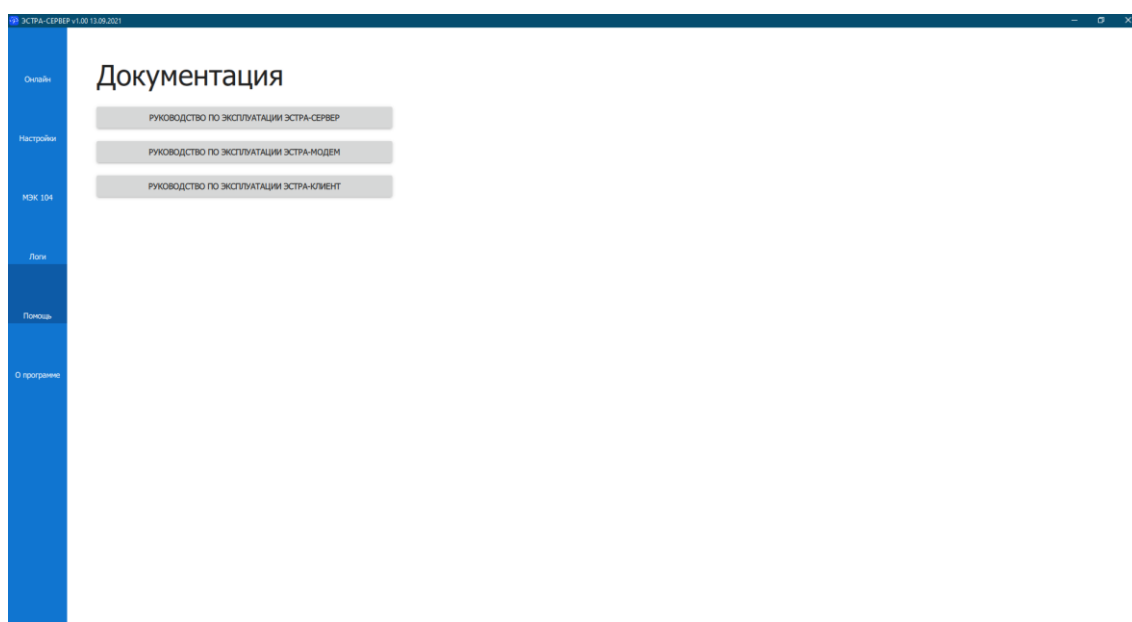 ЭСТРА-СЕРВЕР v1.00 13.09.2021
Онлайн
Настройки
МЭК 104
Логи
Помощь
О программе
Документация
РУКОВОДСТВО ПО ЭКСПЛУАТАЦИИ ЭСТРА-СЕРВЕР
РУКОВОДСТВО ПО ЭКСПЛУАТАЦИИ ЭСТРА-МОДЕМ
РУКОВОДСТВО ПО ЭКСПЛУАТАЦИИ ЭСТРА-КЛИЕНТ